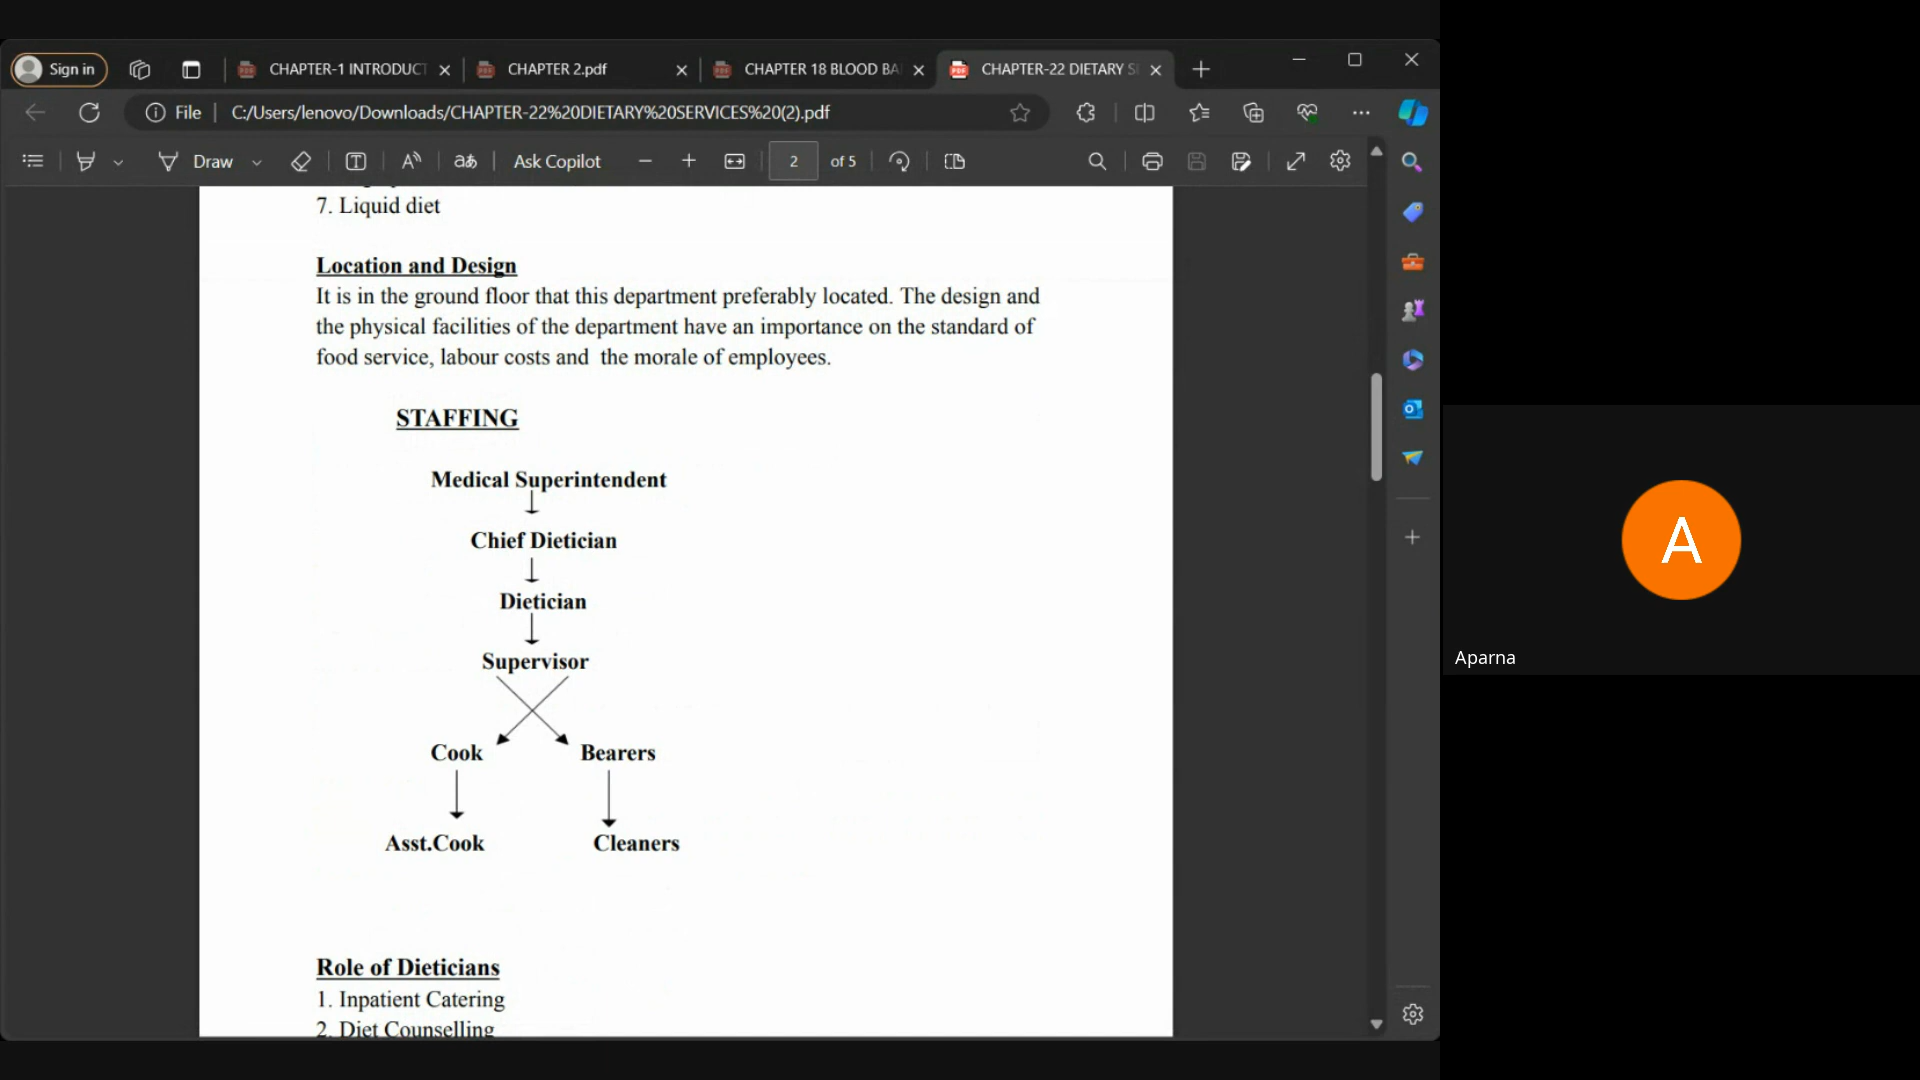 Sign in
CHAPTER-1 INTRODUCT
CHAPTER 2.pdf
CHAPTER 18 BLOOD BA
CHAPTER-22 DIETARY S
File
C:/Users/lenovo/Downloads/CHAPTER-22%20DIETARY%20SERVICES%20(2).pdf
Draw
Ask Copilot
2 of 5
7. Liquid diet
Location and Design
It is in the ground floor that this department preferably located. The design and
the physical facilities of the department have an importance on the standard of
food service, labour costs and the morale of employees.
STAFFING
Medical Superintendent
Chief Dietician
Dietician
Supervisor
Cook Bearers
Asst.Cook Cleaners
Role of Dieticians
1. Inpatient Catering
2. Diet Counselling
A
Aparna